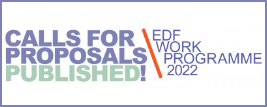 CALLS FOR
PROPOSALS
PUBLISHED!
EDF
WORK
PROGRAMME
2022